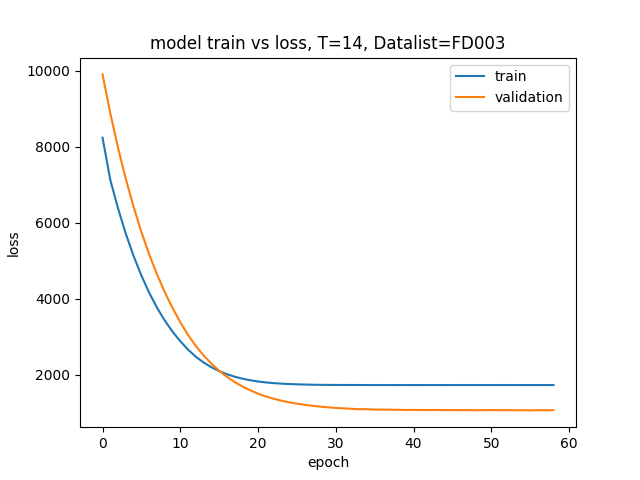 model train vs loss, T=14, Datalist=FD003
train
validation
loss
10000
8000
6000
4000
2000
0 10 20 30 40 50 60
epoch